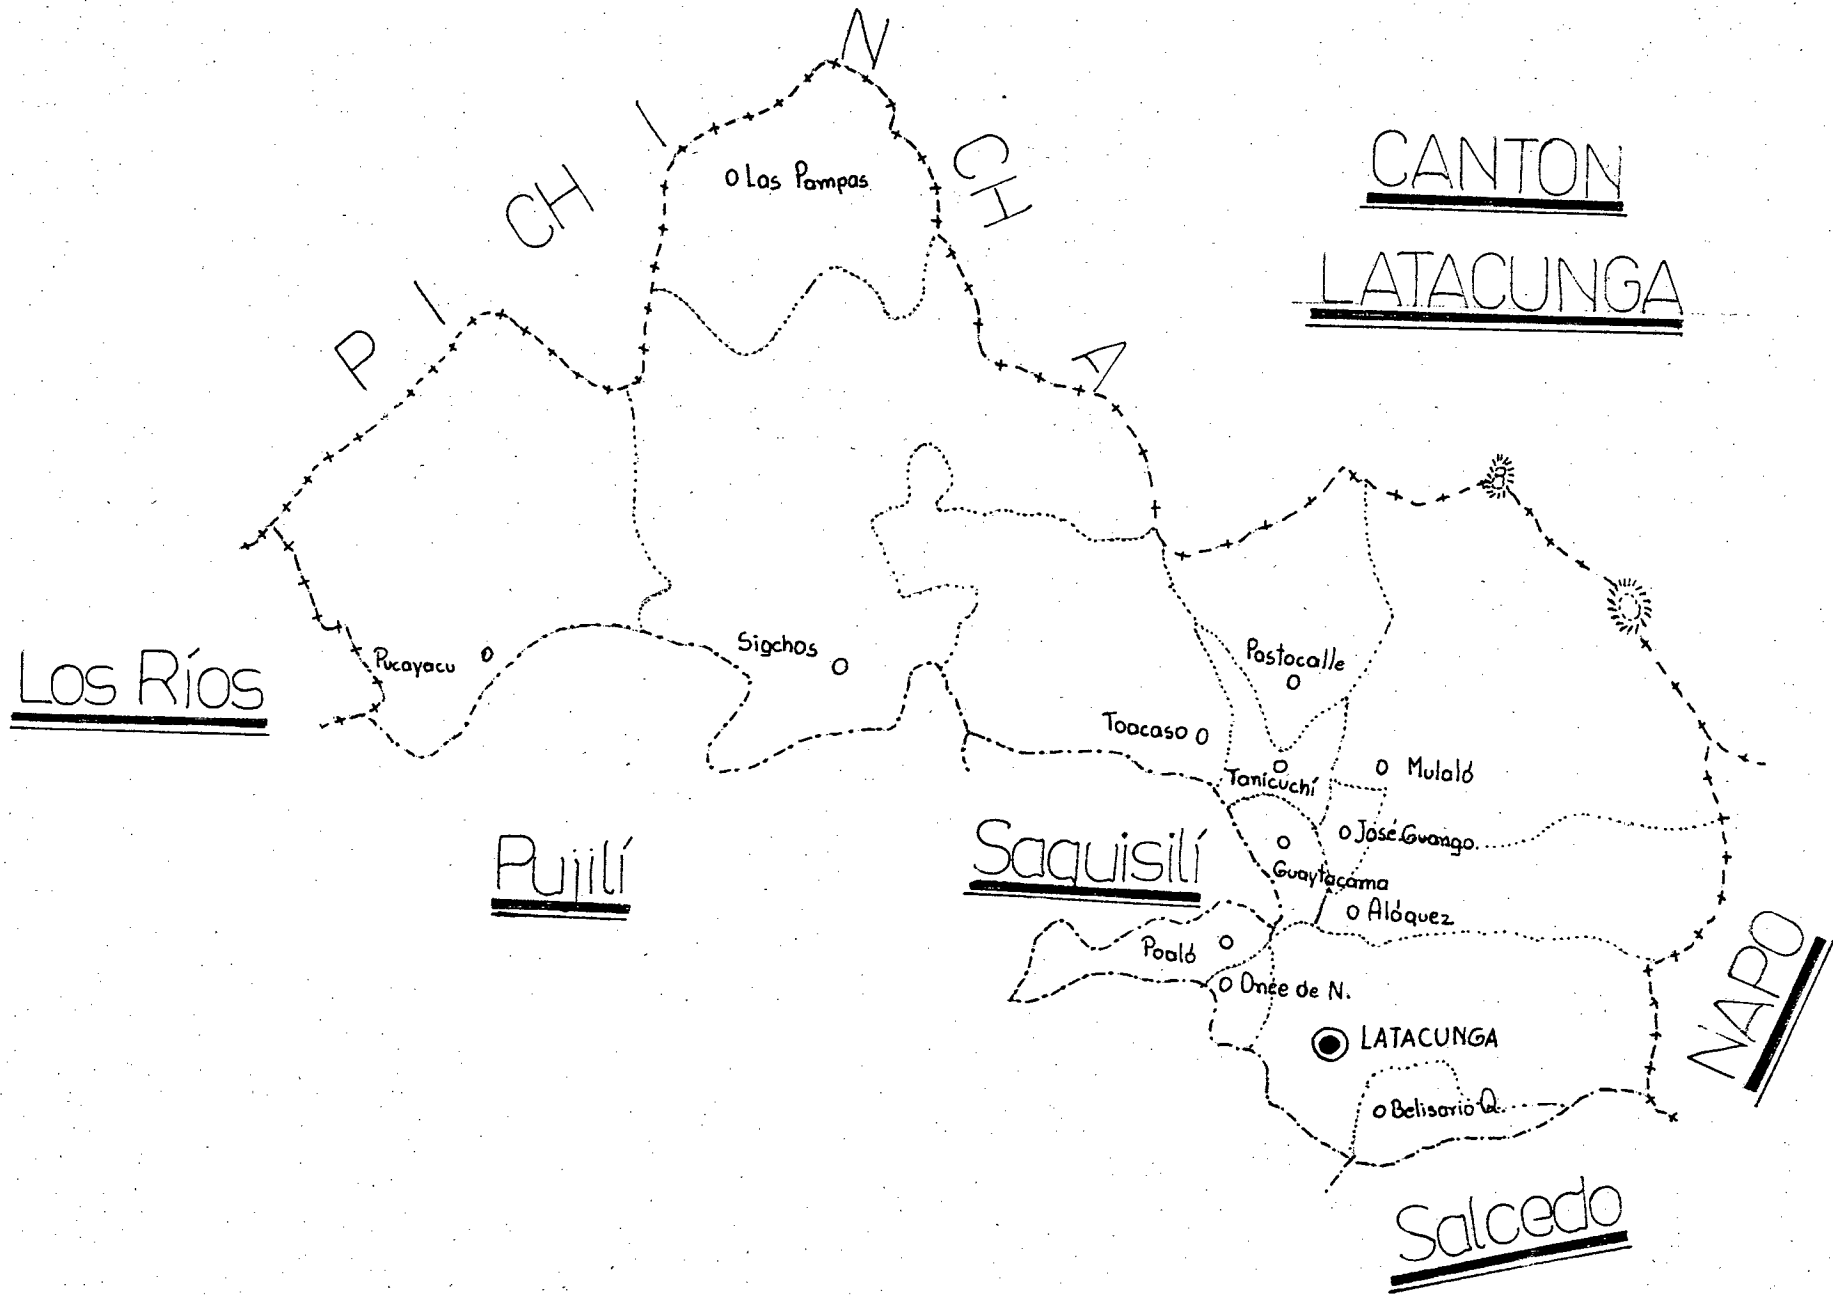 PICHINCHA
CANTON
LATACUNGA
O Las Pampas
Los Ríos
Pucayacu
Sigchos
Pastocalle
Toacaso
Tanicuchí
Mulaló
José Guango.
Guaytacama
Aláquez
Pujilí
Saquisilí
Poaló
Once de N.
LATACUNGA
Belisario Q.
NAPO
Salcedo